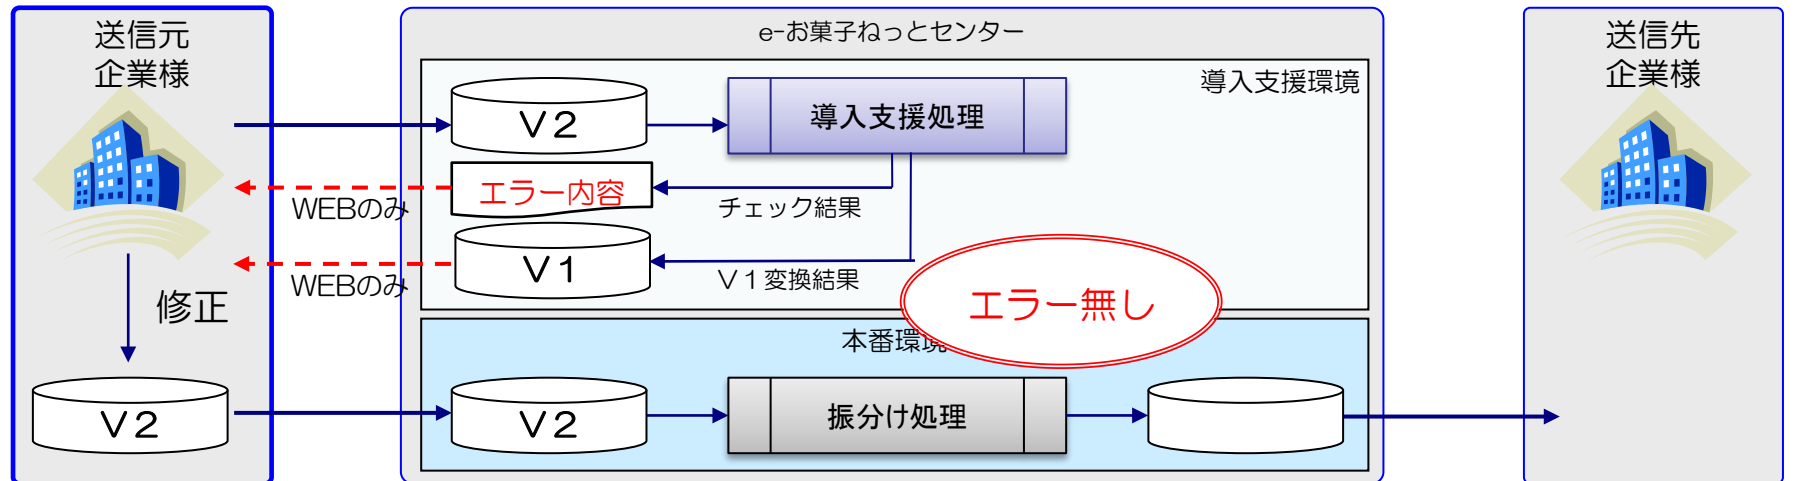 送信元
企業様
e-お菓子ねっとセンター
送信先
企業様
導入支援環境
V2
導入支援処理
エラー内容
WEBのみ
チェック結果
V1
WEBのみ
V1変換結果
エラー無し
修正
本番環境
V2
V2
振分け処理